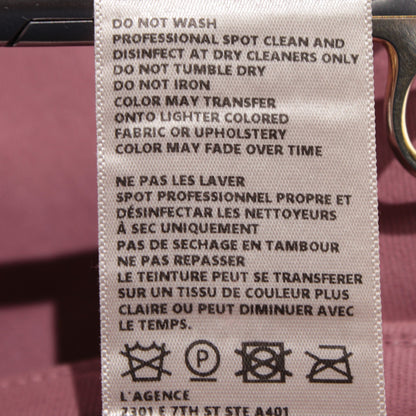 DO NOT WASH
PROFESSIONAL SPOT CLEAN AND
DISINFECT AT DRY CLEANERS ONLY
DO NOT TUMBLE DRY
DO NOT IRON
COLOR MAY TRANSFER
ONTO LIGHTER COLORED
FABRIC OR UPHOLSTERY
COLOR MAY FADE OVER TIME
NE PAS LES LAVER
SPOT PROFESSIONNEL PROPRE ET
DÉSINFECTAR LES NETTOYEURS
À SEC UNIQUEMENT
PAS DE SECHAGE EN TAMBOUR
NE PAS REPASSER
LE TEINTURE PEUT SE TRANSFERER
SUR UN TISSU DE COULEUR PLUS
CLAIRE OU PEUT DIMINUER AVEC
LE TEMPS.
P
L'AGENCE
7301 E 7TH ST STE A401